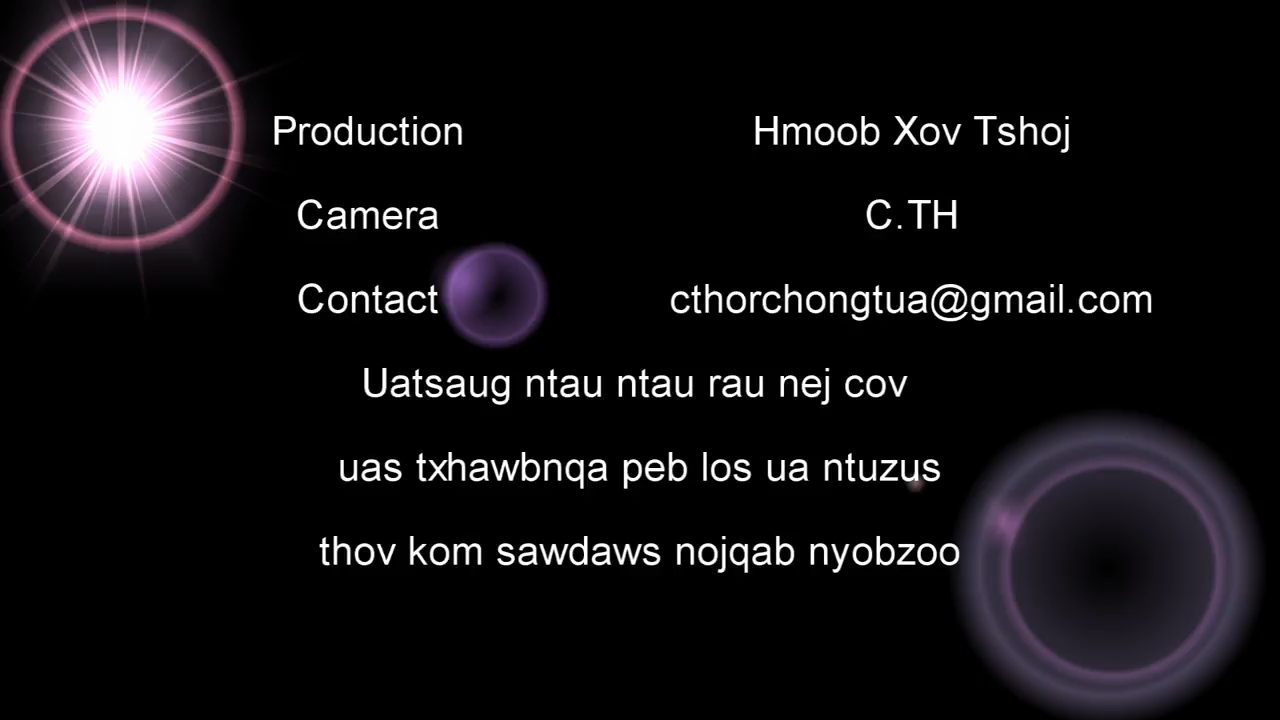 Production Hmoob Xov Tshoj
Camera C.TH
Contact cthorchongtua@gmail.com
Uatsaug ntau ntau rau nej cov
uas txhawbnqa peb los ua ntuzus
thov kom sawdaws nojqab nyobzoo